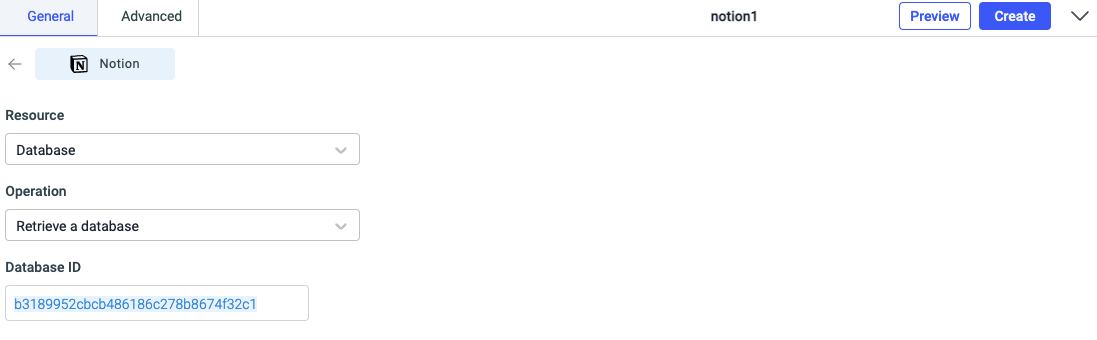 General Advanced notion1 Preview Create
Notion
Resource
Database
Operation
Retrieve a database
Database ID
b3189952cbcb486186c278b8674f32c1